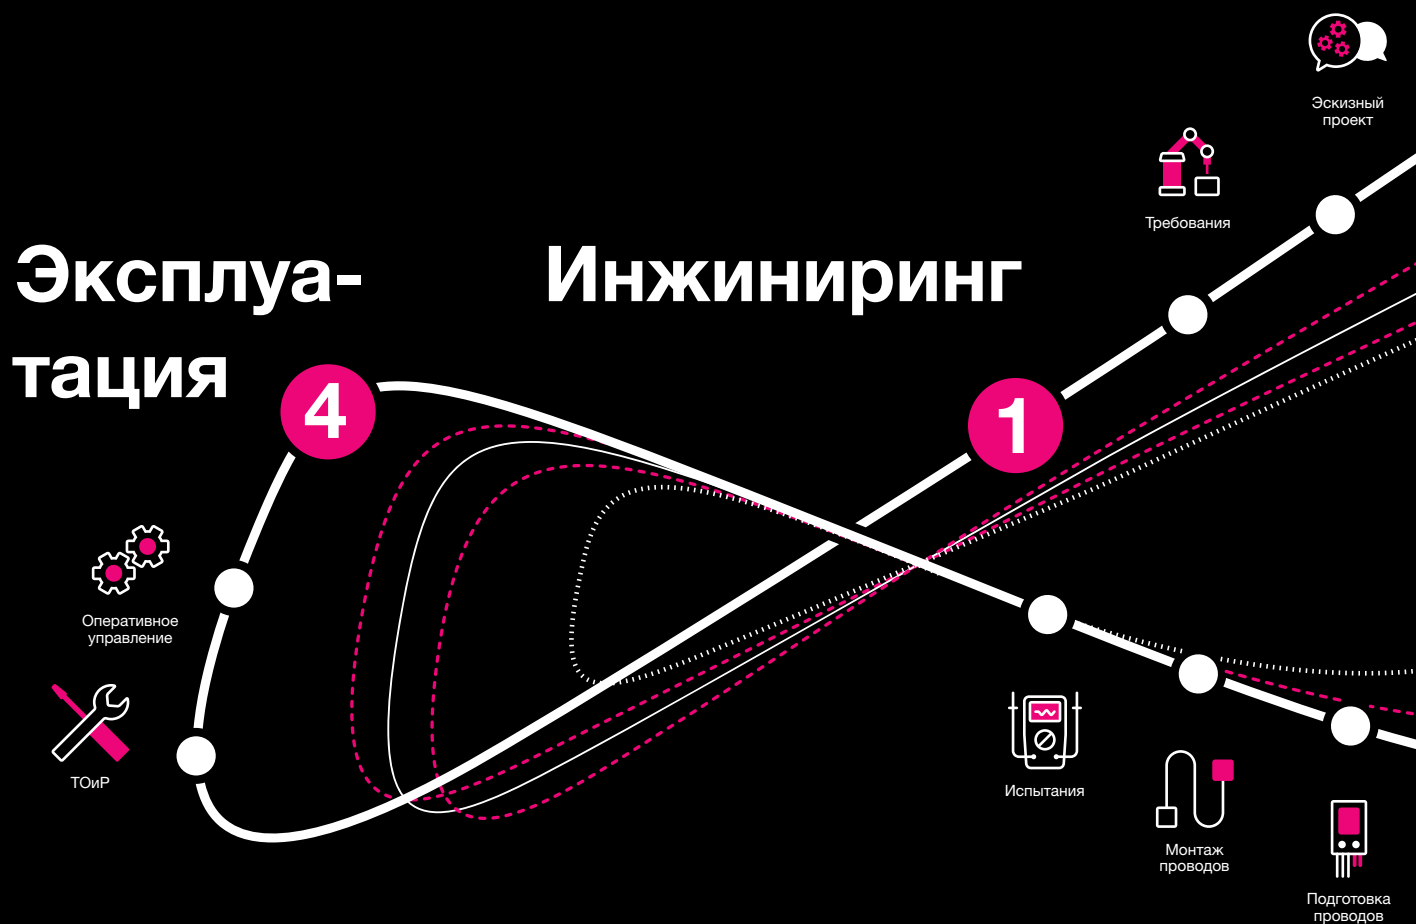 Эскизный
проект
Требования
Эксплуа-
тация
Инжиниринг
4
1
Оперативное
управление
ТОиР
Испытания
Монтаж
проводов
Подготовка
проводов